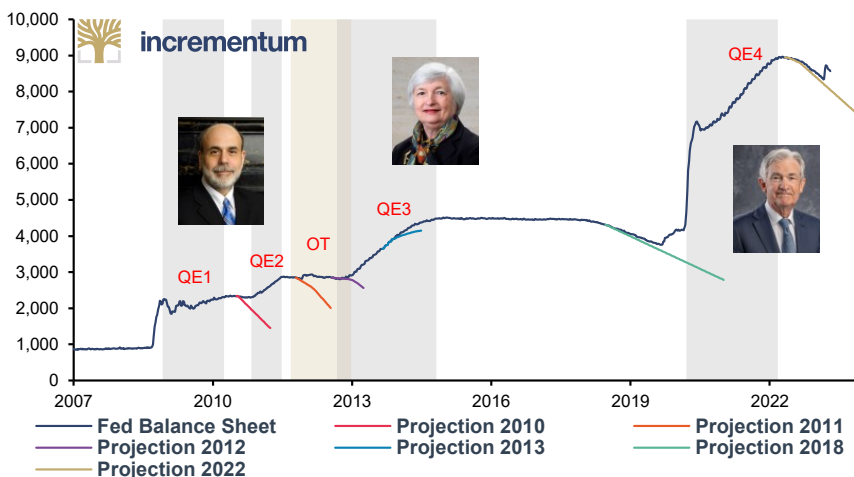 10,000
incrementum
9,000
QE4
8,000
7,000
6,000
5,000
QE3
4,000
OT
QE2
3,000
QE1
2,000
1,000
0
2007 2010 2013 2016 2019 2022
Fed Balance Sheet Projection 2010 Projection 2011
Projection 2012 Projection 2013 Projection 2018
Projection 2022